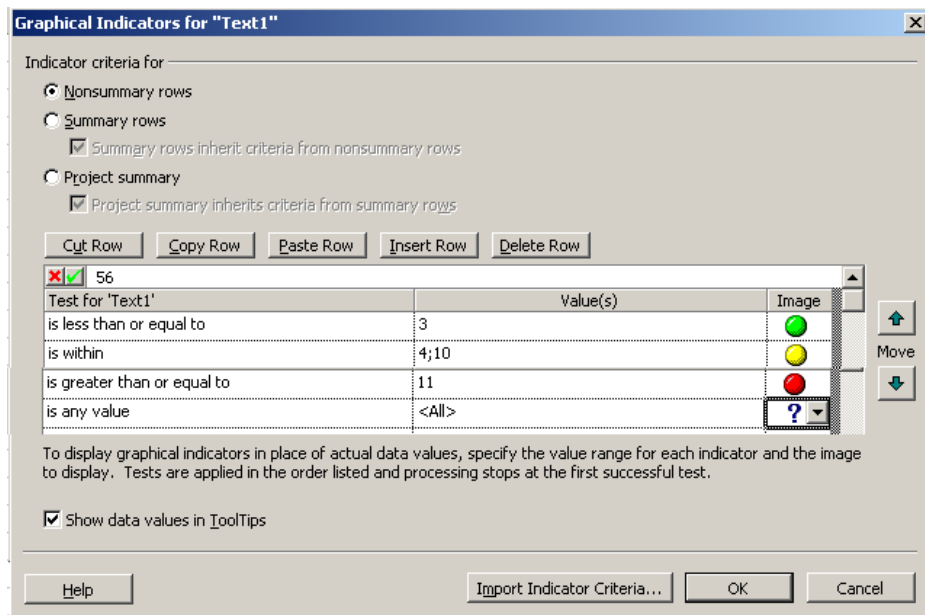 Graphical Indicators for "Text1"
Indicator criteria for
Nonsummary rows
Summary rows
Summary rows inherit criteria from nonsummary rows
Project summary
Project summary inherits criteria from summary rows
Cut Row Copy Row Paste Row Insert Row Delete Row
56
Test for 'Text1' Value(s) Image
is less than or equal to 3
is within 4;10
Move
is greater than or equal to 11
is any value <All> ?
To display graphical indicators in place of actual data values, specify the value range for each indicator and the image
to display. Tests are applied in the order listed and processing stops at the first successful test.
Show data values in ToolTips
Help Import Indicator Criteria... OK Cancel